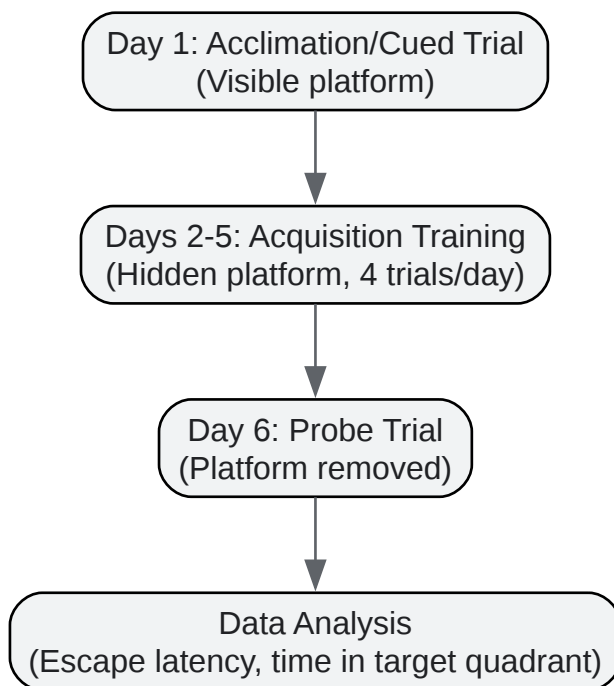 Day 1: Acclimation/Cued Trial
(Visible platform)
Days 2-5: Acquisition Training
(Hidden platform, 4 trials/day)
Day 6: Probe Trial
(Platform removed)
Data Analysis
(Escape latency, time in target quadrant)